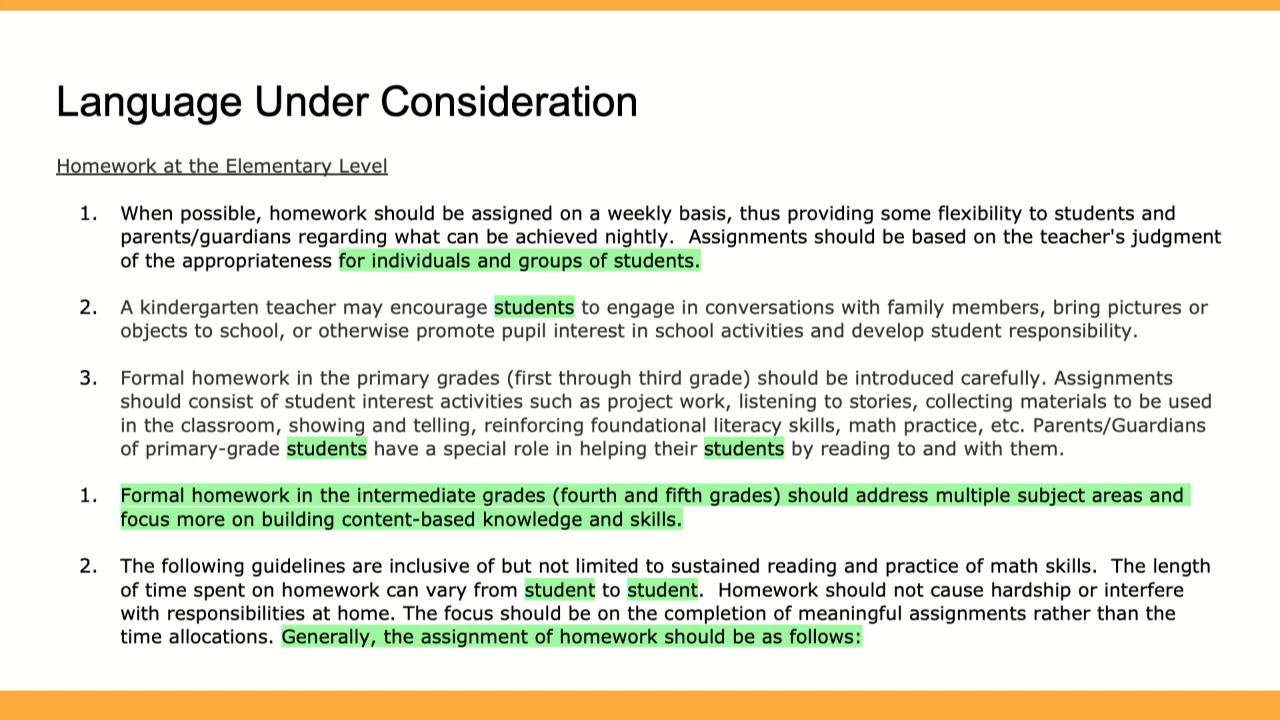 Language Under Consideration
Homework at the Elementary Level
1. When possible, homework should be assigned on a weekly basis, thus providing some flexibility to students and
parents/guardians regarding what can be achieved nightly.  Assignments should be based on the teacher's judgment
of the appropriateness for individuals and groups of students.
2. A kindergarten teacher may encourage students to engage in conversations with family members, bring pictures or
objects to school, or otherwise promote pupil interest in school activities and develop student responsibility.
3. Formal homework in the primary grades (first through third grade) should be introduced carefully. Assignments
should consist of student interest activities such as project work, listening to stories, collecting materials to be used
in the classroom, showing and telling, reinforcing foundational literacy skills, math practice, etc. Parents/Guardians
of primary-grade students have a special role in helping their students by reading to and with them.
1. Formal homework in the intermediate grades (fourth and fifth grades) should address multiple subject areas and
focus more on building content-based knowledge and skills.
2. The following guidelines are inclusive of but not limited to sustained reading and practice of math skills.  The length
of time spent on homework can vary from student to student.  Homework should not cause hardship or interfere
with responsibilities at home. The focus should be on the completion of meaningful assignments rather than the
time allocations. Generally, the assignment of homework should be as follows: